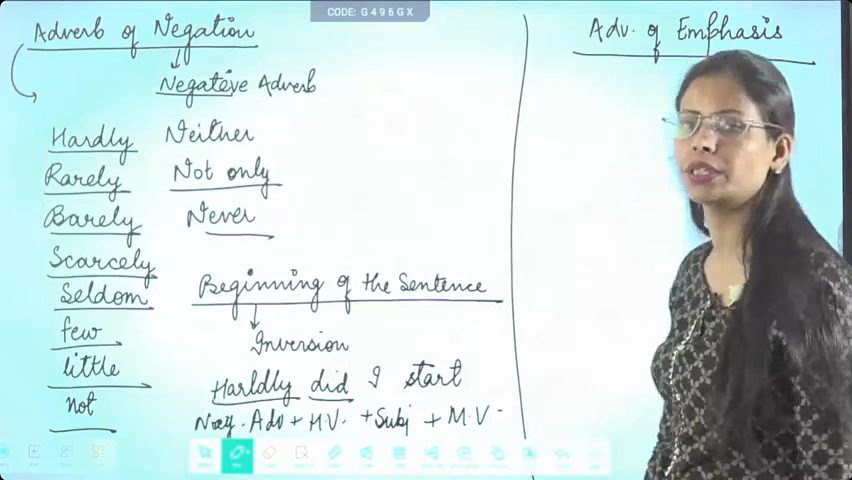 CODE: G496GX
Adverb of Negation
Negative Adverb
Hardly Neither
Rarely Not only
Barely Never
Scarcely
Seldom
few
little
not
Beginning of the Sentence
Inversion
Harldly did I start
Neg. Adv + H.V. + Subj + M.V
Adv. of Emphasis